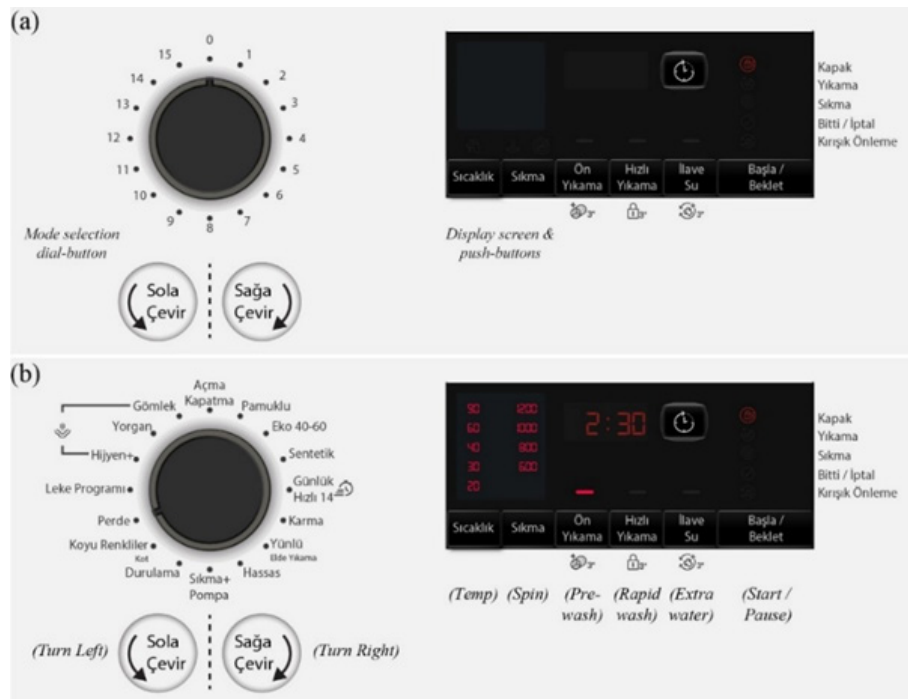 (a)
0
15
1
14
2
13
3
12
4
11
5
10
6
9
8
7
Mode selection
dial-button
Sola
Çevir
Sağa
Çevir
Kapak
Yıkama
Sıkma
Bitti / İptal
Kırışık Önleme
Sıcaklık
Sıkma
Ön
Yıkama
Hızlı
Yıkama
İlave
Su
Başla /
Beklet
Display screen &
push-buttons
(b)
Açma
Kapatma
Gömlek
Pamuklu
Yorgan
Eko 40-60
Hijyen+
Sentetik
Leke Programı
Günlük
Hızlı 14
Perde
Karma
Koyu Renkliler
Kot
Yünlü
Elde Yıkama
Durulama
Sıkma+
Pompa
Hassas
(Turn Left)
Sola
Çevir
Sağa
Çevir
(Turn Right)
90 1200
60 1000
40 800
30 600
20
2:30
Kapak
Yıkama
Sıkma
Bitti / İptal
Kırışık Önleme
Sıcaklık
Sıkma
Ön
Yıkama
Hızlı
Yıkama
İlave
Su
Başla /
Beklet
(Temp)
(Spin)
(Pre-
wash)
(Rapid
wash)
(Extra
water)
(Start /
Pause)